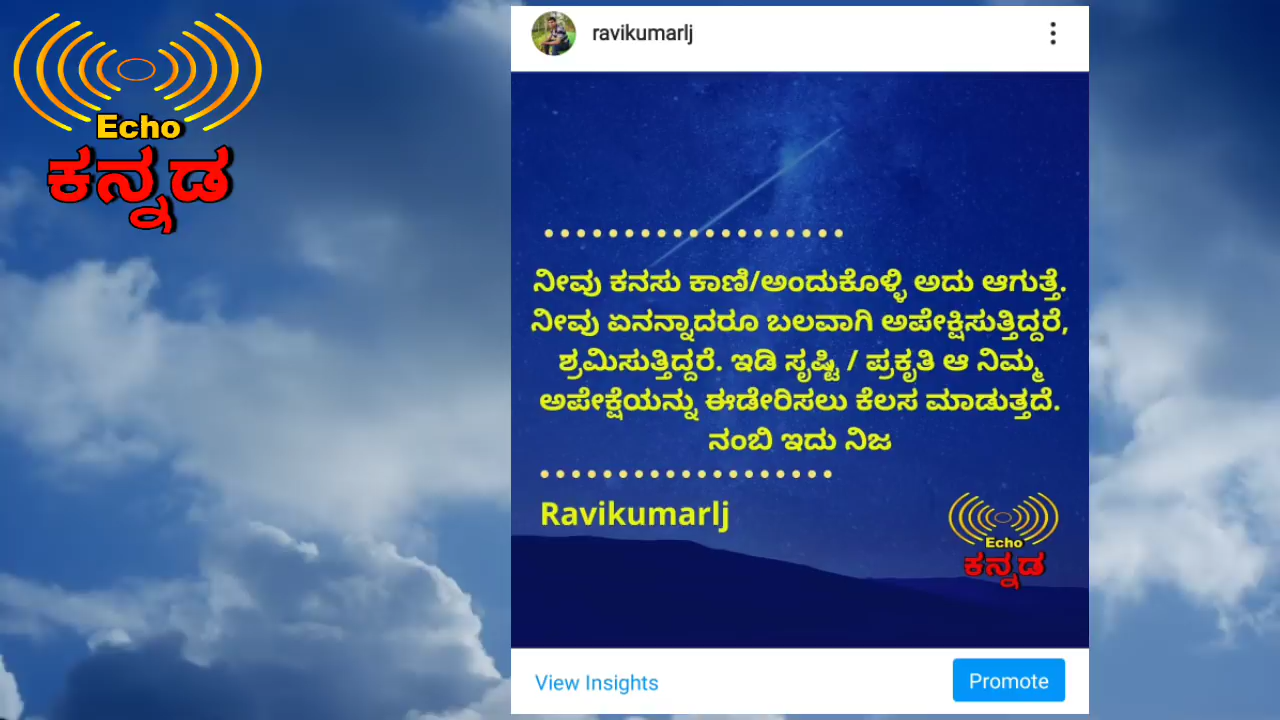 Echo
ಕನ್ನಡ
ravikumarlj
ನೀವು ಕನಸು ಕಾಣಿ/ಅಂದುಕೊಳ್ಳಿ ಅದು ಆಗುತ್ತೆ.
ನೀವು ಏನನ್ನಾದರೂ ಬಲವಾಗಿ ಅಪೇಕ್ಷಿಸುತ್ತಿದ್ದರೆ,
ಶ್ರಮಿಸುತ್ತಿದ್ದರೆ. ಇಡಿ ಸೃಷ್ಟಿ / ಪ್ರಕೃತಿ ಆ ನಿಮ್ಮ
ಅಪೇಕ್ಷೆಯನ್ನು ಈಡೇರಿಸಲು ಕೆಲಸ ಮಾಡುತ್ತದೆ.
ನಂಬಿ ಇದು ನಿಜ
Ravikumarlj
Echo
ಕನ್ನಡ
View Insights
Promote